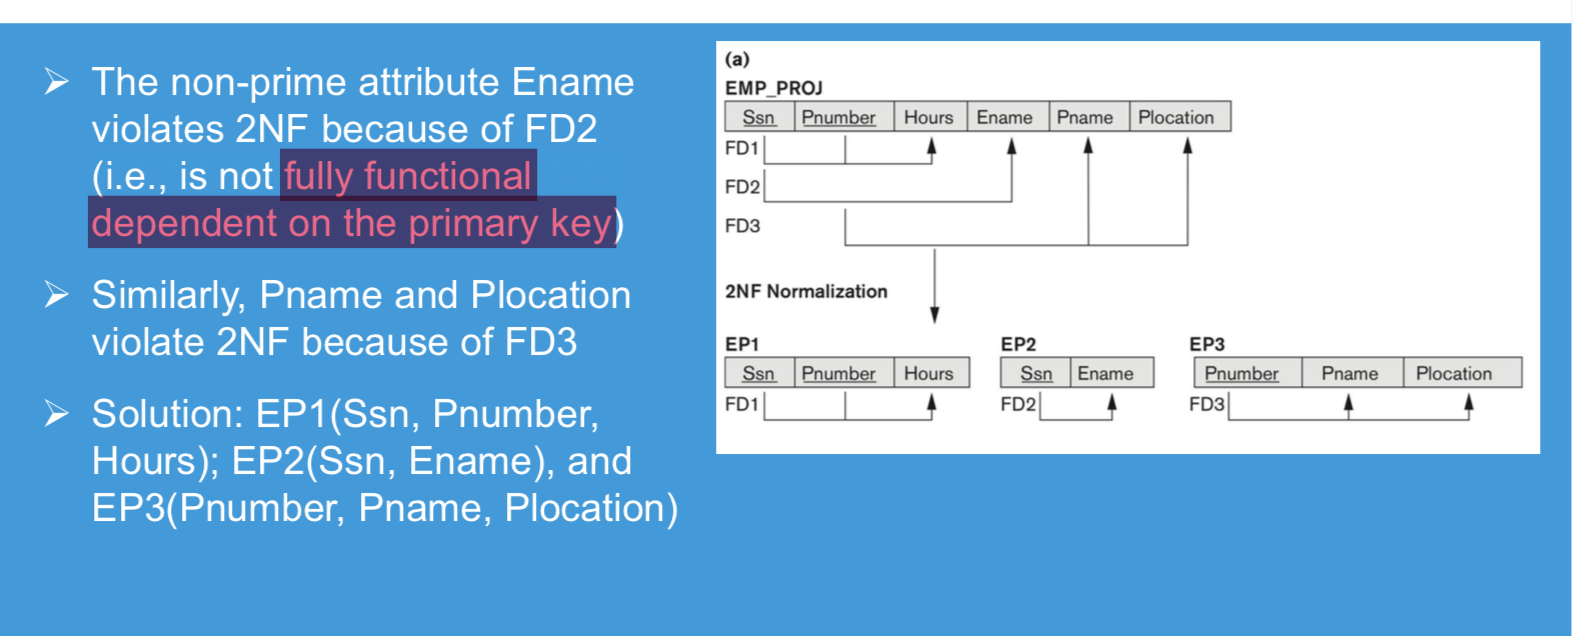 ➢ The non-prime attribute Ename
violates 2NF because of FD2
(i.e., is not fully functional
dependent on the primary key)
➢ Similarly, Pname and Plocation
violate 2NF because of FD3
➢ Solution: EP1(Ssn, Pnumber,
Hours); EP2(Ssn, Ename), and
EP3(Pnumber, Pname, Plocation)
(a)
EMP_PROJ
Ssn Pnumber Hours Ename Pname Plocation
FD1
FD2
FD3
2NF Normalization
EP1 EP2 EP3
Ssn Pnumber Hours Ssn Ename Pnumber Pname Plocation
FD1 FD2 FD3